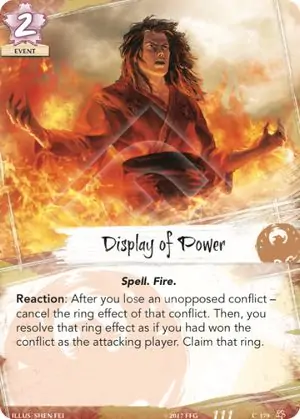 2
EVENT
Display of Power
Spell. Fire.
Reaction: After you lose an unopposed conflict –
cancel the ring effect of that conflict. Then, you
resolve that ring effect as if you had won the
conflict as the attacking player. Claim that ring.
ILLUS: SHEN FEI
©2017 FFG
111